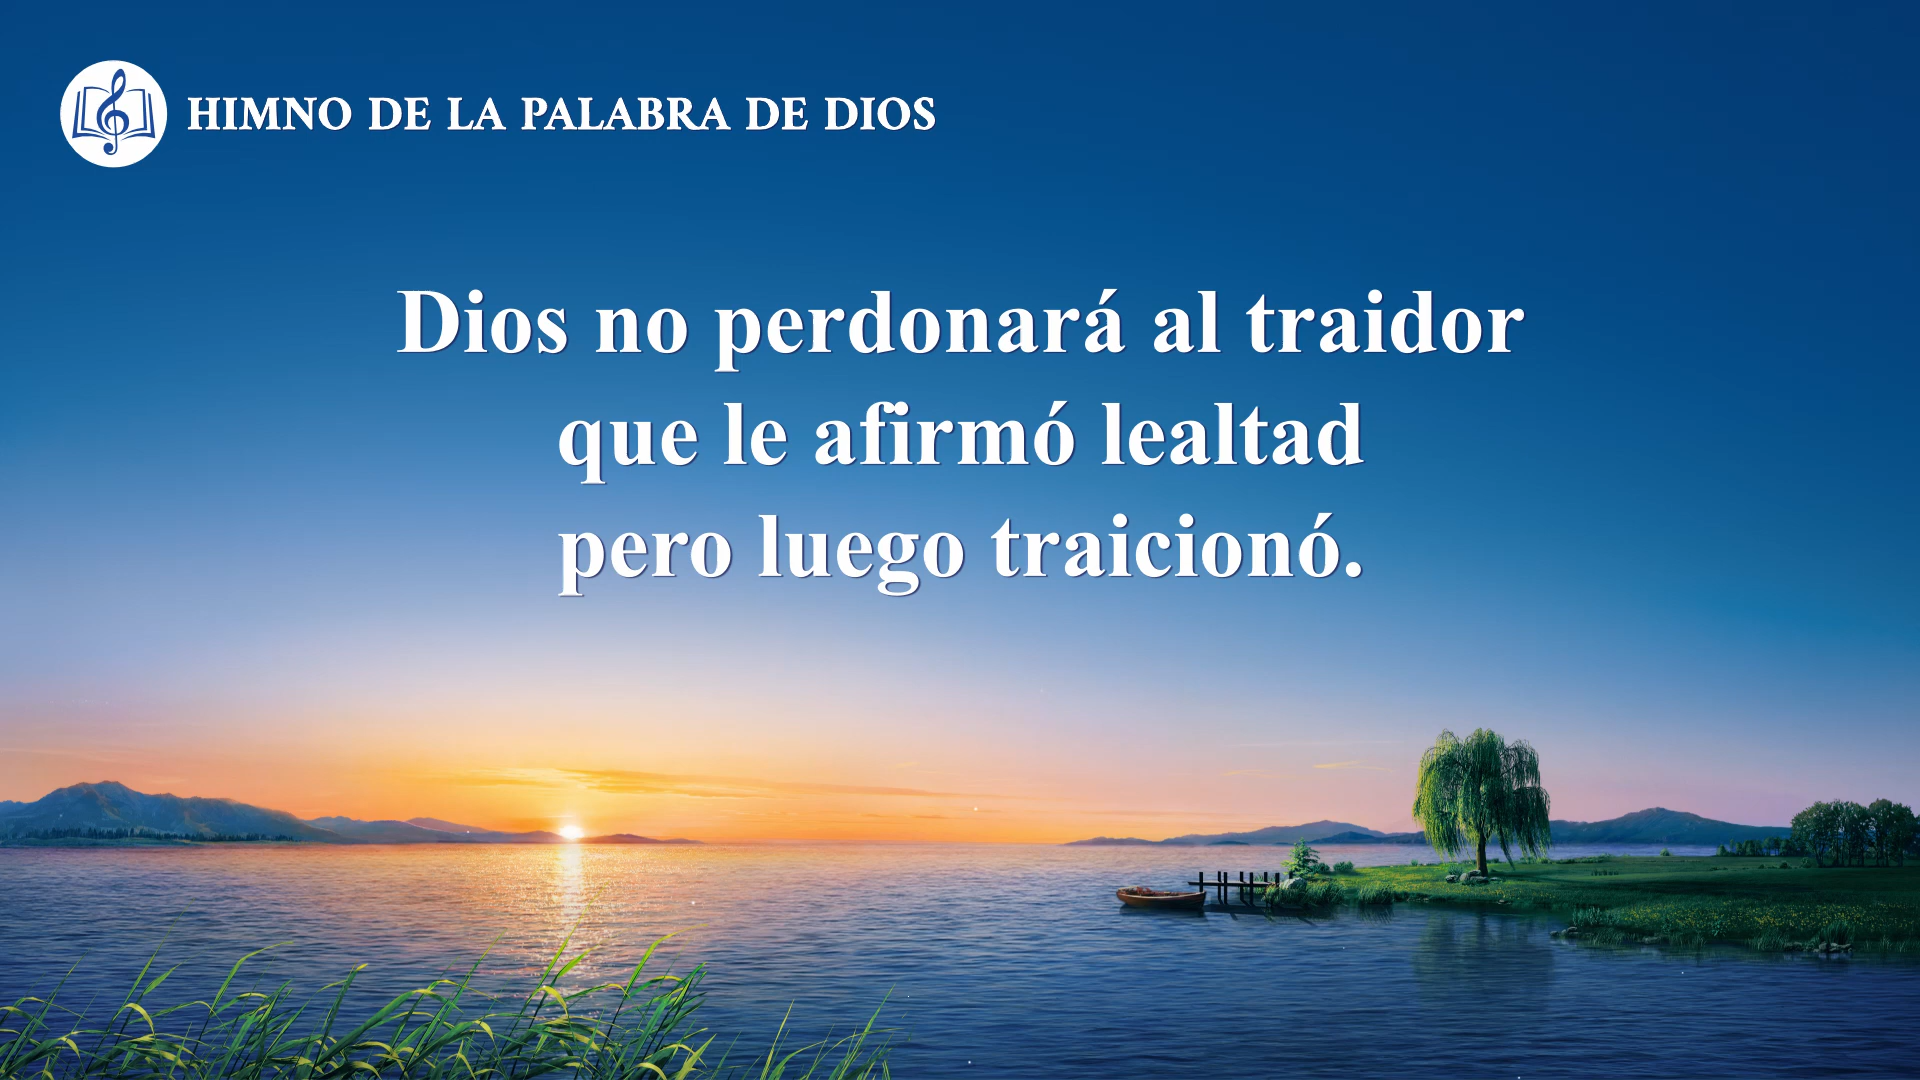 HIMNO DE LA PALABRA DE DIOS
Dios no perdonará al traidor
que le afirmó lealtad
pero luego traicionó.